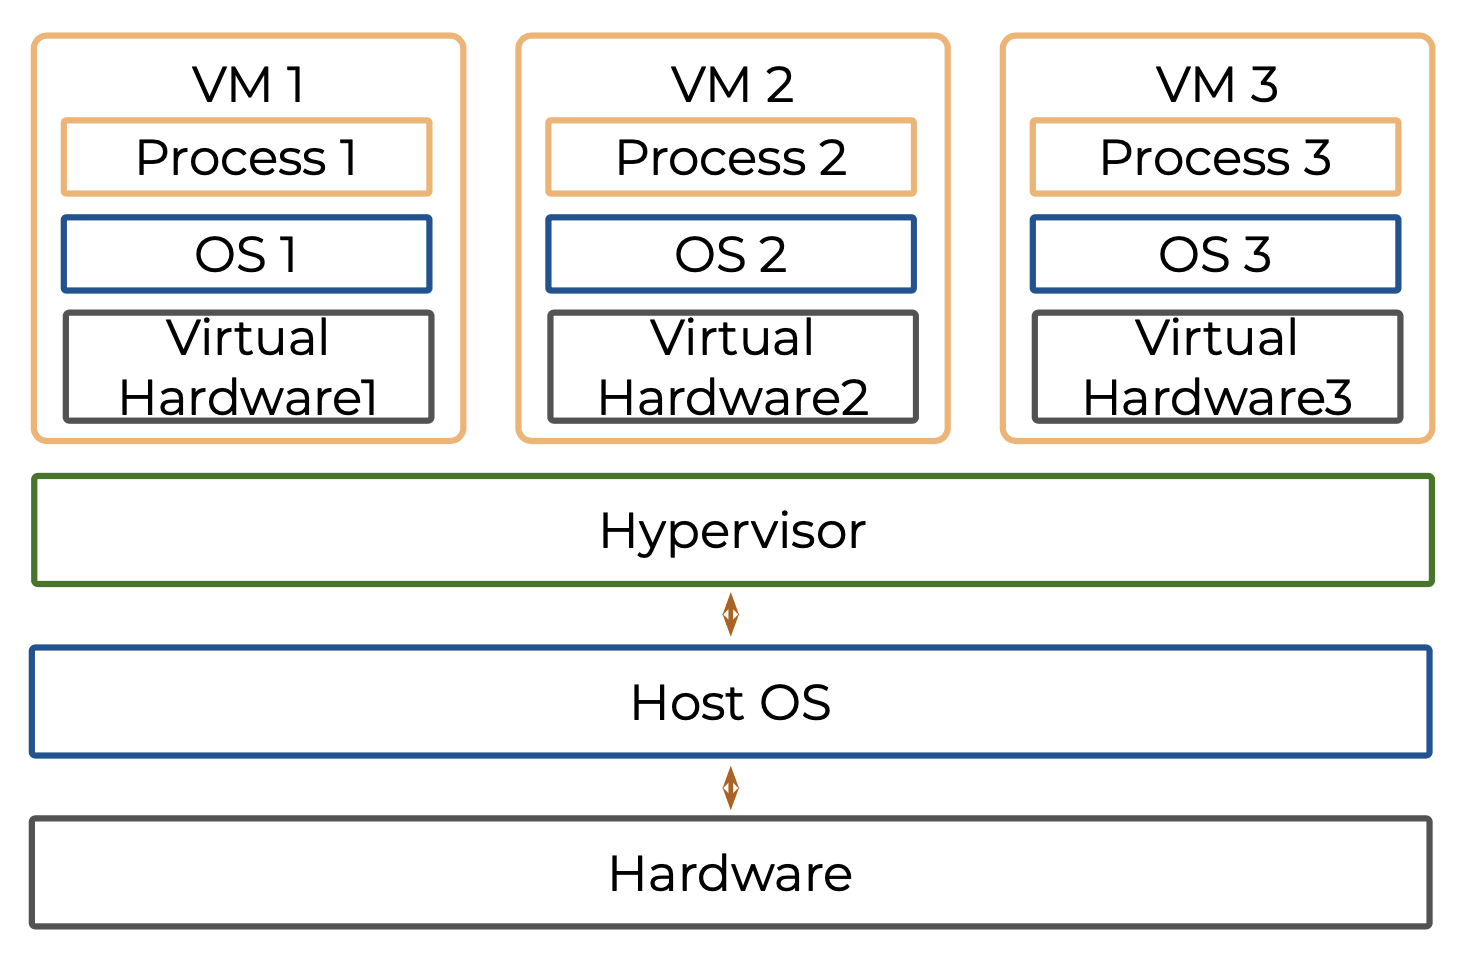 VM 1
Process 1
OS 1
Virtual
Hardware1
VM 2
Process 2
OS 2
Virtual
Hardware2
VM 3
Process 3
OS 3
Virtual
Hardware3
Hypervisor
Host OS
Hardware